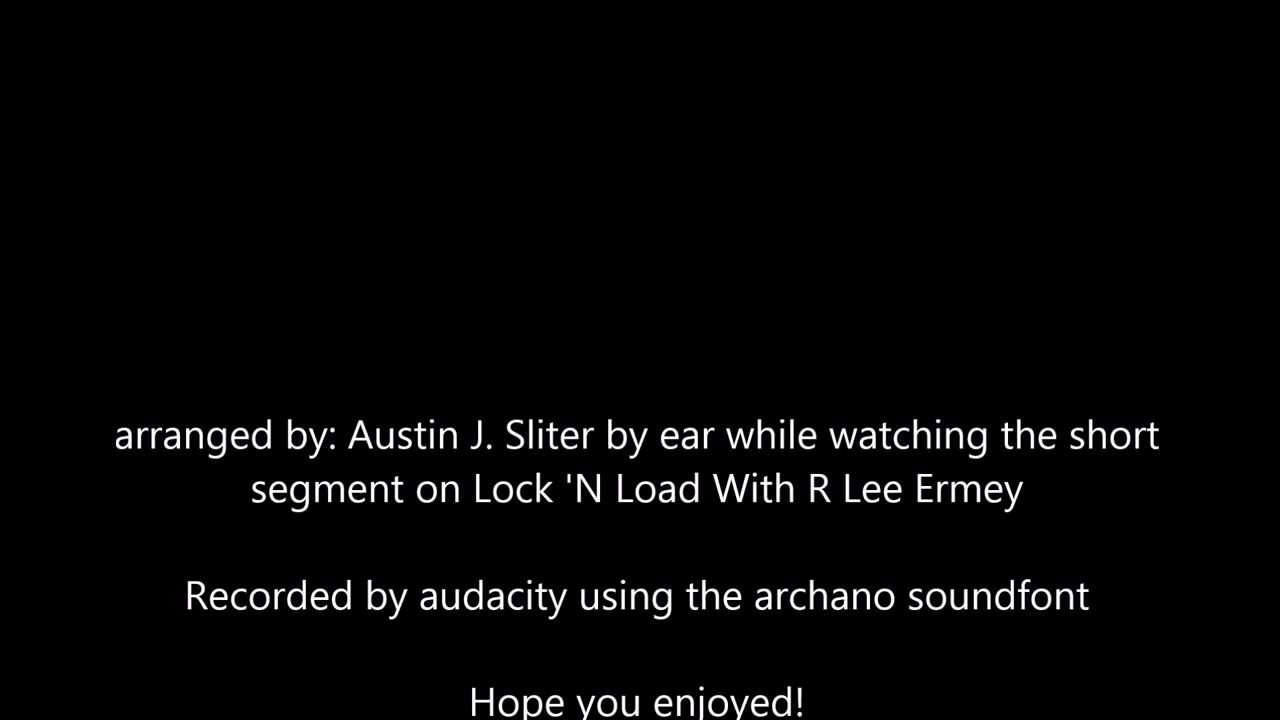 arranged by: Austin J. Sliter by ear while watching the short
segment on Lock 'N Load With R Lee Ermey
Recorded by audacity using the archano soundfont
Hope you enjoyed!